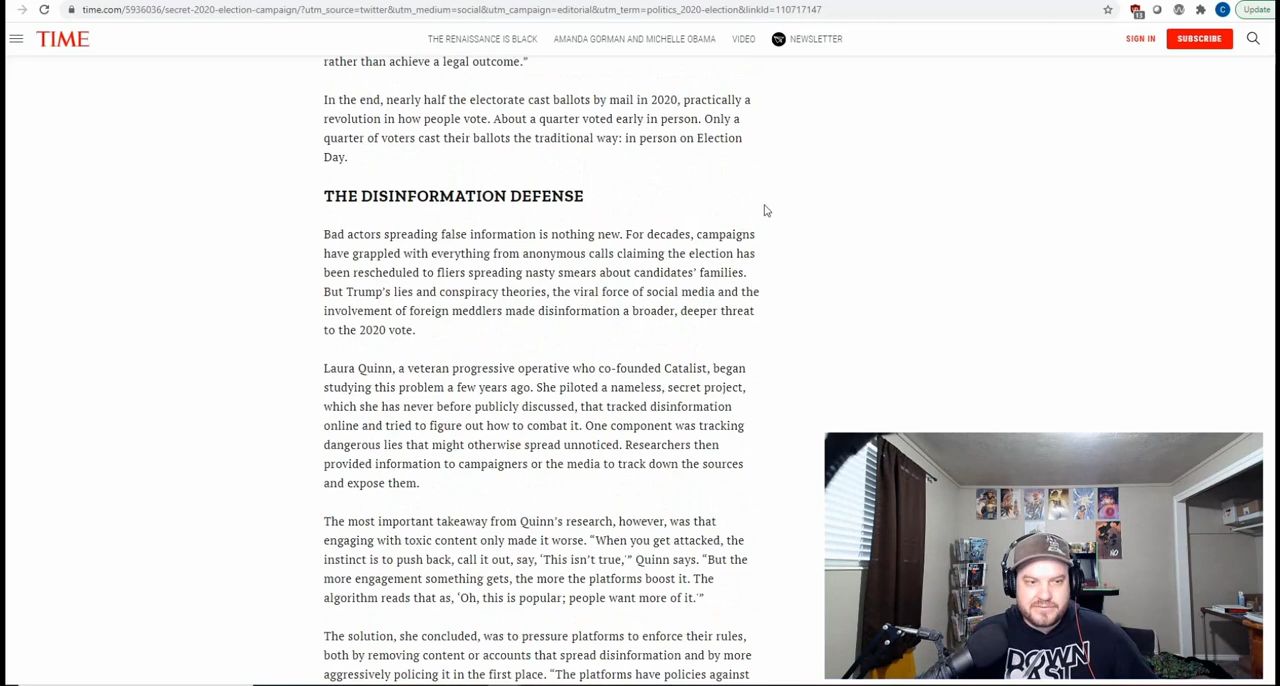 time.com/5936036/secret-2020-election-campaign/?utm_source=twitter&utm_medium=social&utm_campaign=editorial&utm_term=politics_2020-election&linkId=110717147
13
C
Update
TIME
THE RENAISSANCE IS BLACK
AMANDA GORMAN AND MICHELLE OBAMA
VIDEO
NEWSLETTER
SIGN IN
SUBSCRIBE
rather than achieve a legal outcome.”
In the end, nearly half the electorate cast ballots by mail in 2020, practically a
revolution in how people vote. About a quarter voted early in person. Only a
quarter of voters cast their ballots the traditional way: in person on Election
Day.
THE DISINFORMATION DEFENSE
Bad actors spreading false information is nothing new. For decades, campaigns
have grappled with everything from anonymous calls claiming the election has
been rescheduled to fliers spreading nasty smears about candidates’ families.
But Trump’s lies and conspiracy theories, the viral force of social media and the
involvement of foreign meddlers made disinformation a broader, deeper threat
to the 2020 vote.
Laura Quinn, a veteran progressive operative who co-founded Catalist, began
studying this problem a few years ago. She piloted a nameless, secret project,
which she has never before publicly discussed, that tracked disinformation
online and tried to figure out how to combat it. One component was tracking
dangerous lies that might otherwise spread unnoticed. Researchers then
provided information to campaigners or the media to track down the sources
and expose them.
The most important takeaway from Quinn’s research, however, was that
engaging with toxic content only made it worse. “When you get attacked, the
instinct is to push back, call it out, say, ‘This isn’t true,’” Quinn says. “But the
more engagement something gets, the more the platforms boost it. The
algorithm reads that as, ‘Oh, this is popular; people want more of it.’”
The solution, she concluded, was to pressure platforms to enforce their rules,
both by removing content or accounts that spread disinformation and by more
aggressively policing it in the first place. “The platforms have policies against
NO
DOWN
CAST